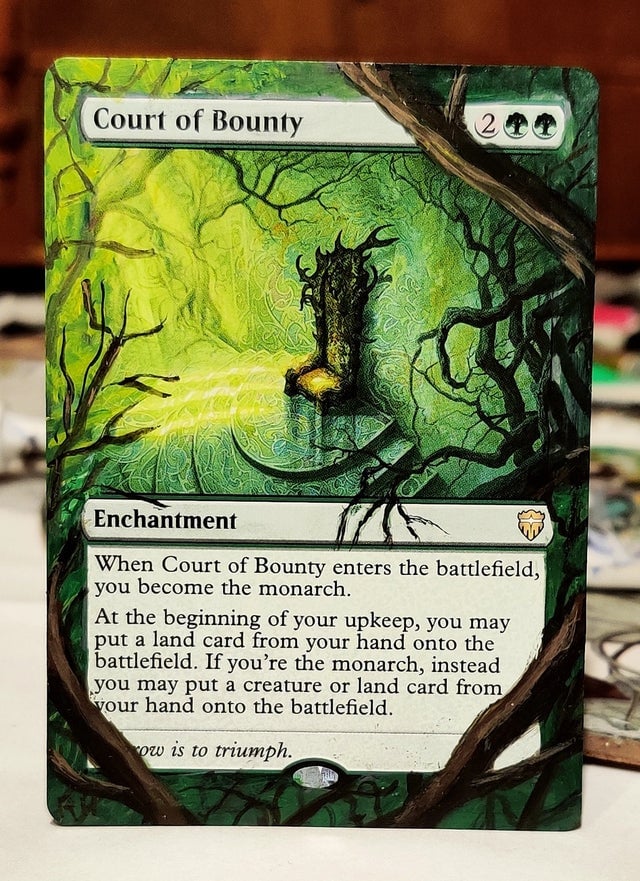 Court of Bounty 2
Enchantment
When Court of Bounty enters the battlefield,
you become the monarch.
At the beginning of your upkeep, you may
put a land card from your hand onto the
battlefield. If you're the monarch, instead
you may put a creature or land card from
your hand onto the battlefield.
row is to triumph.